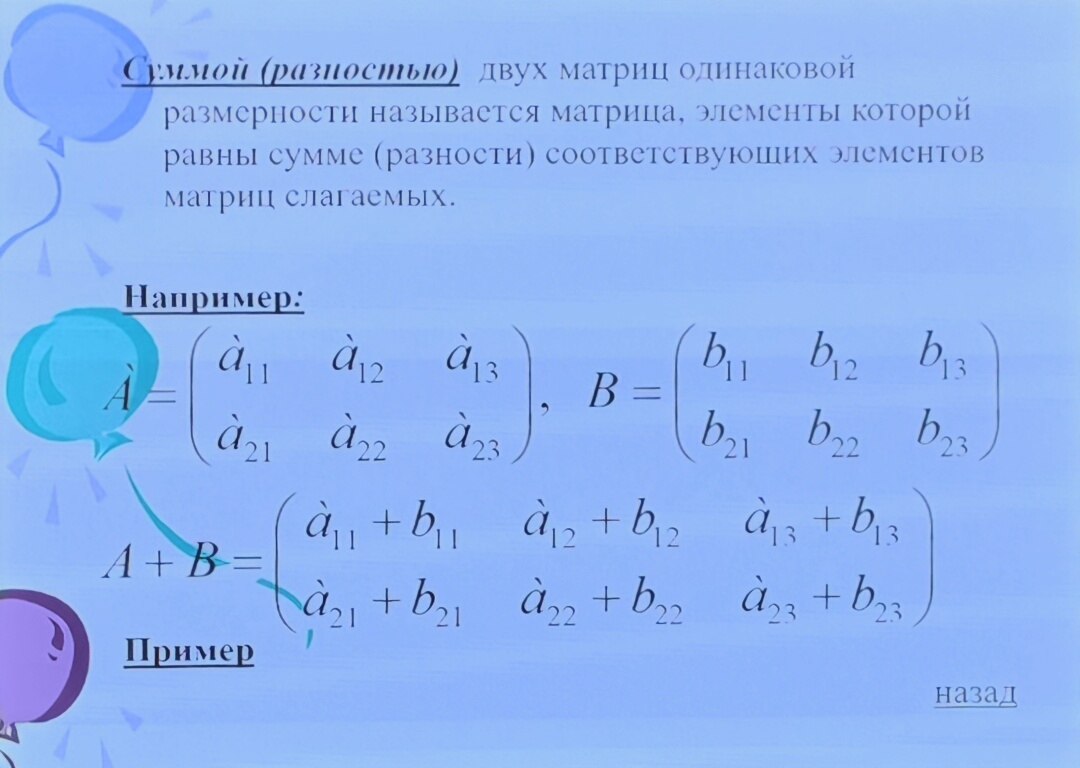 Суммой (разностью) двух матриц одинаковой
размерности называется матрица, элементы которой
равны сумме (разности) соответствующих элементов
матриц слагаемых.
Например:
À = ( à₁₁ à₁₂ à₁₃ ) , B = ( b₁₁ b₁₂ b₁₃ )
( à₂₁ à₂₂ à₂₃ ) ( b₂₁ b₂₂ b₂₃ )
A + B = ( à₁₁ + b₁₁ à₁₂ + b₁₂ à₁₃ + b₁₃ )
( à₂₁ + b₂₁ à₂₂ + b₂₂ à₂₃ + b₂₃ )
Пример
назад